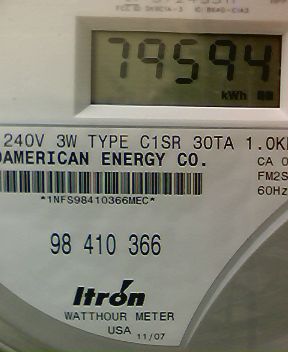 79594
kWh
240V 3W TYPE C1SR 30TA 1.0K
AMERICAN ENERGY CO.
CA 0
FM2S
60Hz
*1NFS98410366MEC*
98 410 366
Itron
WATTHOUR METER
USA 11/07